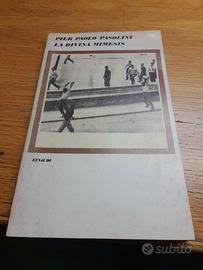 PIER PAOLO PASOLINI
LA DIVINA MIMESIS
EINAUDI
subito